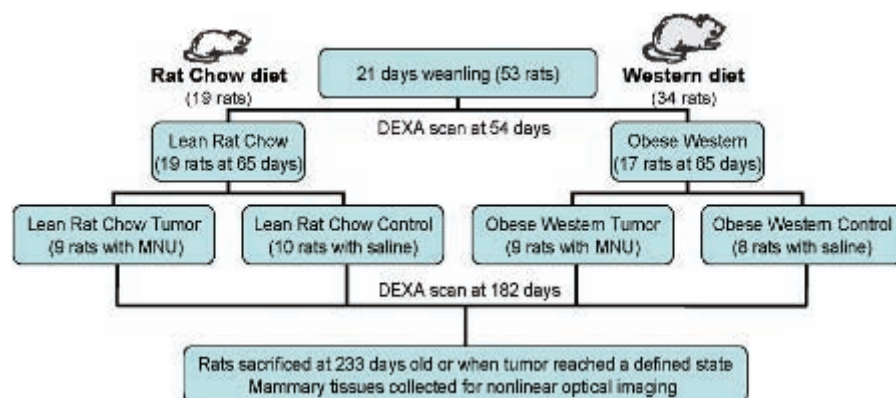 Rat Chow diet
(19 rats)
21 days weanling (53 rats)
Western diet
(34 rats)
DEXA scan at 54 days
Lean Rat Chow
(19 rats at 65 days)
Obese Western
(17 rats at 65 days)
Lean Rat Chow Tumor
(9 rats with MNU)
Lean Rat Chow Control
(10 rats with saline)
Obese Western Tumor
(9 rats with MNU)
Obese Western Control
(8 rats with saline)
DEXA scan at 182 days
Rats sacrificed at 233 days old or when tumor reached a defined state
Mammary tissues collected for nonlinear optical imaging